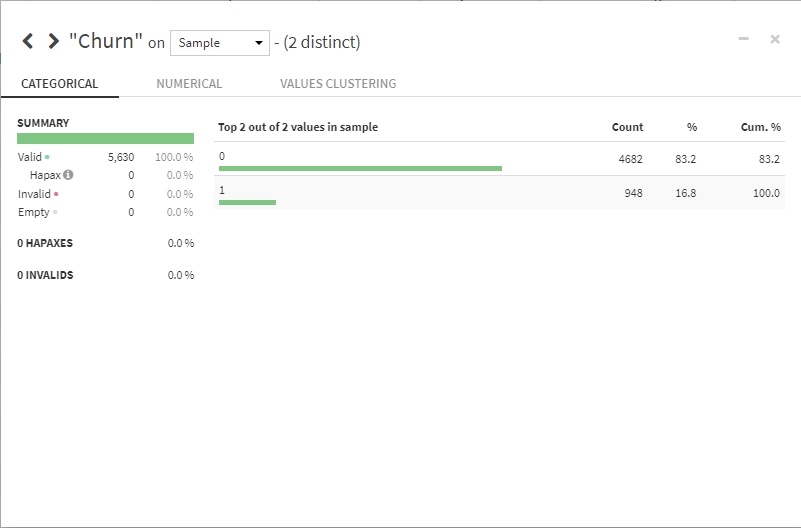 "Churn" on Sample - (2 distinct)
CATEGORICAL NUMERICAL VALUES CLUSTERING
SUMMARY
Valid 5,630 100.0 %
Hapax 0 0.0 %
Invalid 0 0.0 %
Empty 0 0.0 %
0 HAPAXES 0.0 %
0 INVALIDS 0.0 %
Top 2 out of 2 values in sample Count % Cum. %
0 4682 83.2 83.2
1 948 16.8 100.0